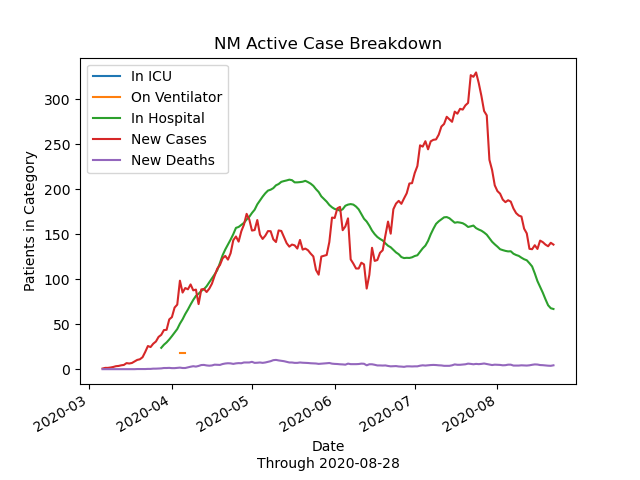 NM Active Case Breakdown
In ICU
On Ventilator
In Hospital
New Cases
New Deaths
Patients in Category
300
250
200
150
100
50
0
2020-03
2020-04
2020-05
2020-06
2020-07
2020-08
Date
Through 2020-08-28